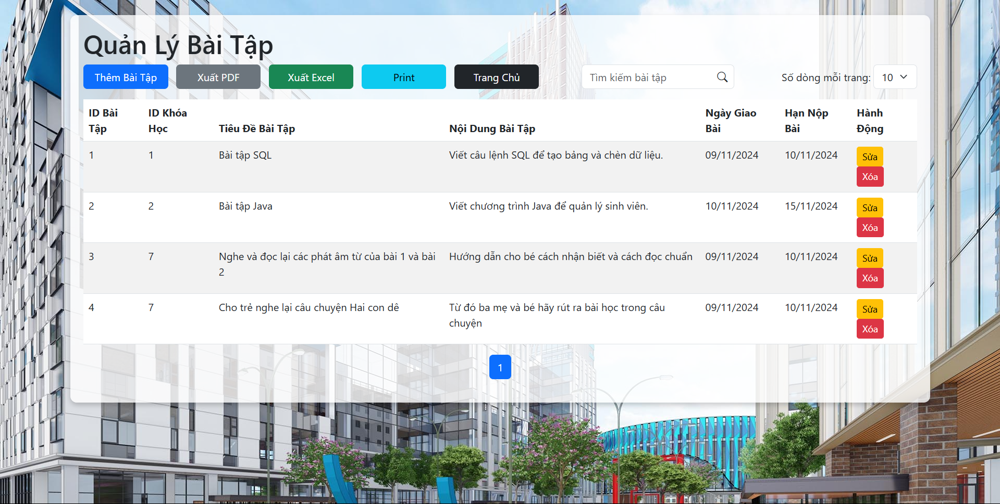 Quản Lý Bài Tập
Thêm Bài Tập Xuất PDF Xuất Excel Print Trang Chủ Tìm kiếm bài tập Số dòng mỗi trang: 10
ID Bài Tập ID Khóa Học Tiêu Đề Bài Tập Nội Dung Bài Tập Ngày Giao Bài Hạn Nộp Bài Hành Động
1 1 Bài tập SQL Viết câu lệnh SQL để tạo bảng và chèn dữ liệu. 09/11/2024 10/11/2024 Sửa
Xóa
2 2 Bài tập Java Viết chương trình Java để quản lý sinh viên. 10/11/2024 15/11/2024 Sửa
Xóa
3 7 Nghe và đọc lại các phát âm từ của bài 1 và bài 2 Hướng dẫn cho bé cách nhận biết và cách đọc chuẩn 09/11/2024 10/11/2024 Sửa
Xóa
4 7 Cho trẻ nghe lại câu chuyện Hai con dê Từ đó ba mẹ và bé hãy rút ra bài học trong câu chuyện 09/11/2024 10/11/2024 Sửa
Xóa
1